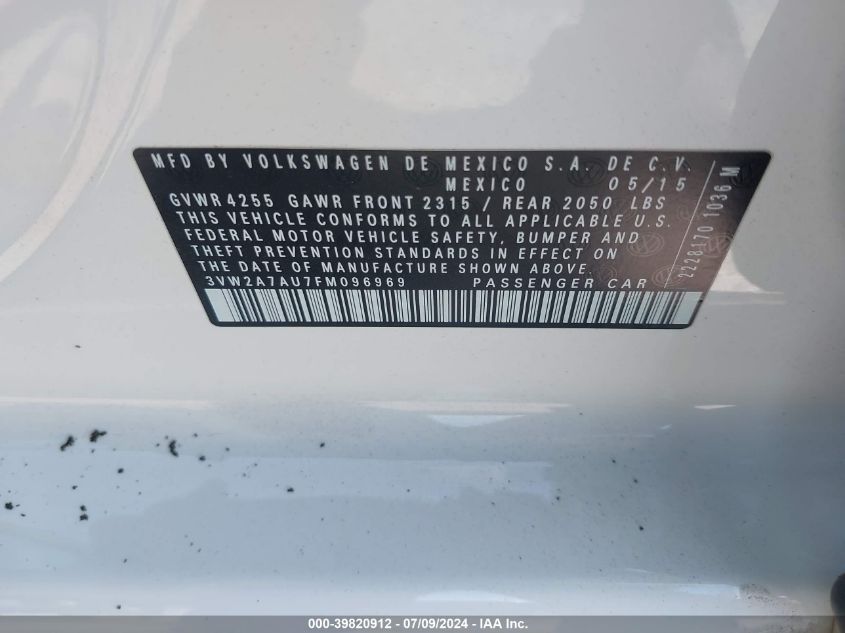 MFD BY VOLKSWAGEN DE MEXICO S.A. DE C.V.
MEXICO 05/15
GVWR 4255 GAWR FRONT 2315 / REAR 2050 LBS
THIS VEHICLE CONFORMS TO ALL APPLICABLE U.S.
FEDERAL MOTOR VEHICLE SAFETY, BUMPER AND
THEFT PREVENTION STANDARDS IN EFFECT ON
THE DATE OF MANUFACTURE SHOWN ABOVE.
3VW2A7AU7FM096969 PASSENGER CAR
2228170 1036 M
000-39820912 - 07/09/2024 - IAA Inc.